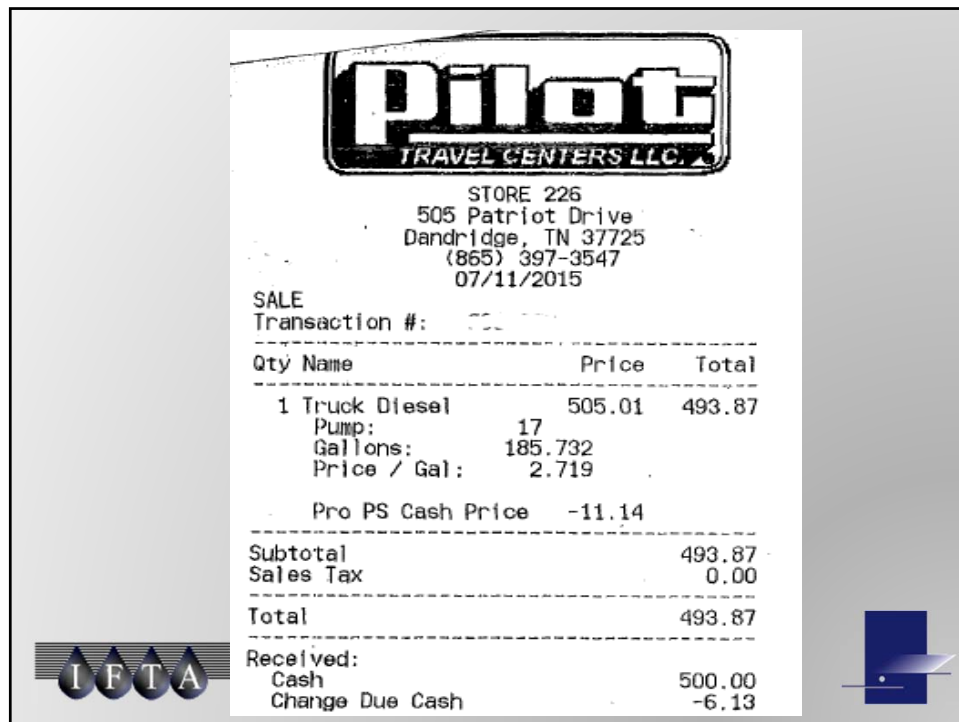 Pilot
TRAVEL CENTERS LLC.
STORE 226
505 Patriot Drive
Dandridge, TN 37725
(865) 397-3547
07/11/2015
SALE
Transaction #:
Qty Name Price Total
1 Truck Diesel 505.01 493.87
Pump: 17
Gallons: 185.732
Price / Gal: 2.719
Pro PS Cash Price -11.14
Subtotal 493.87
Sales Tax 0.00
Total 493.87
Received:
Cash 500.00
Change Due Cash -6.13
IFTA